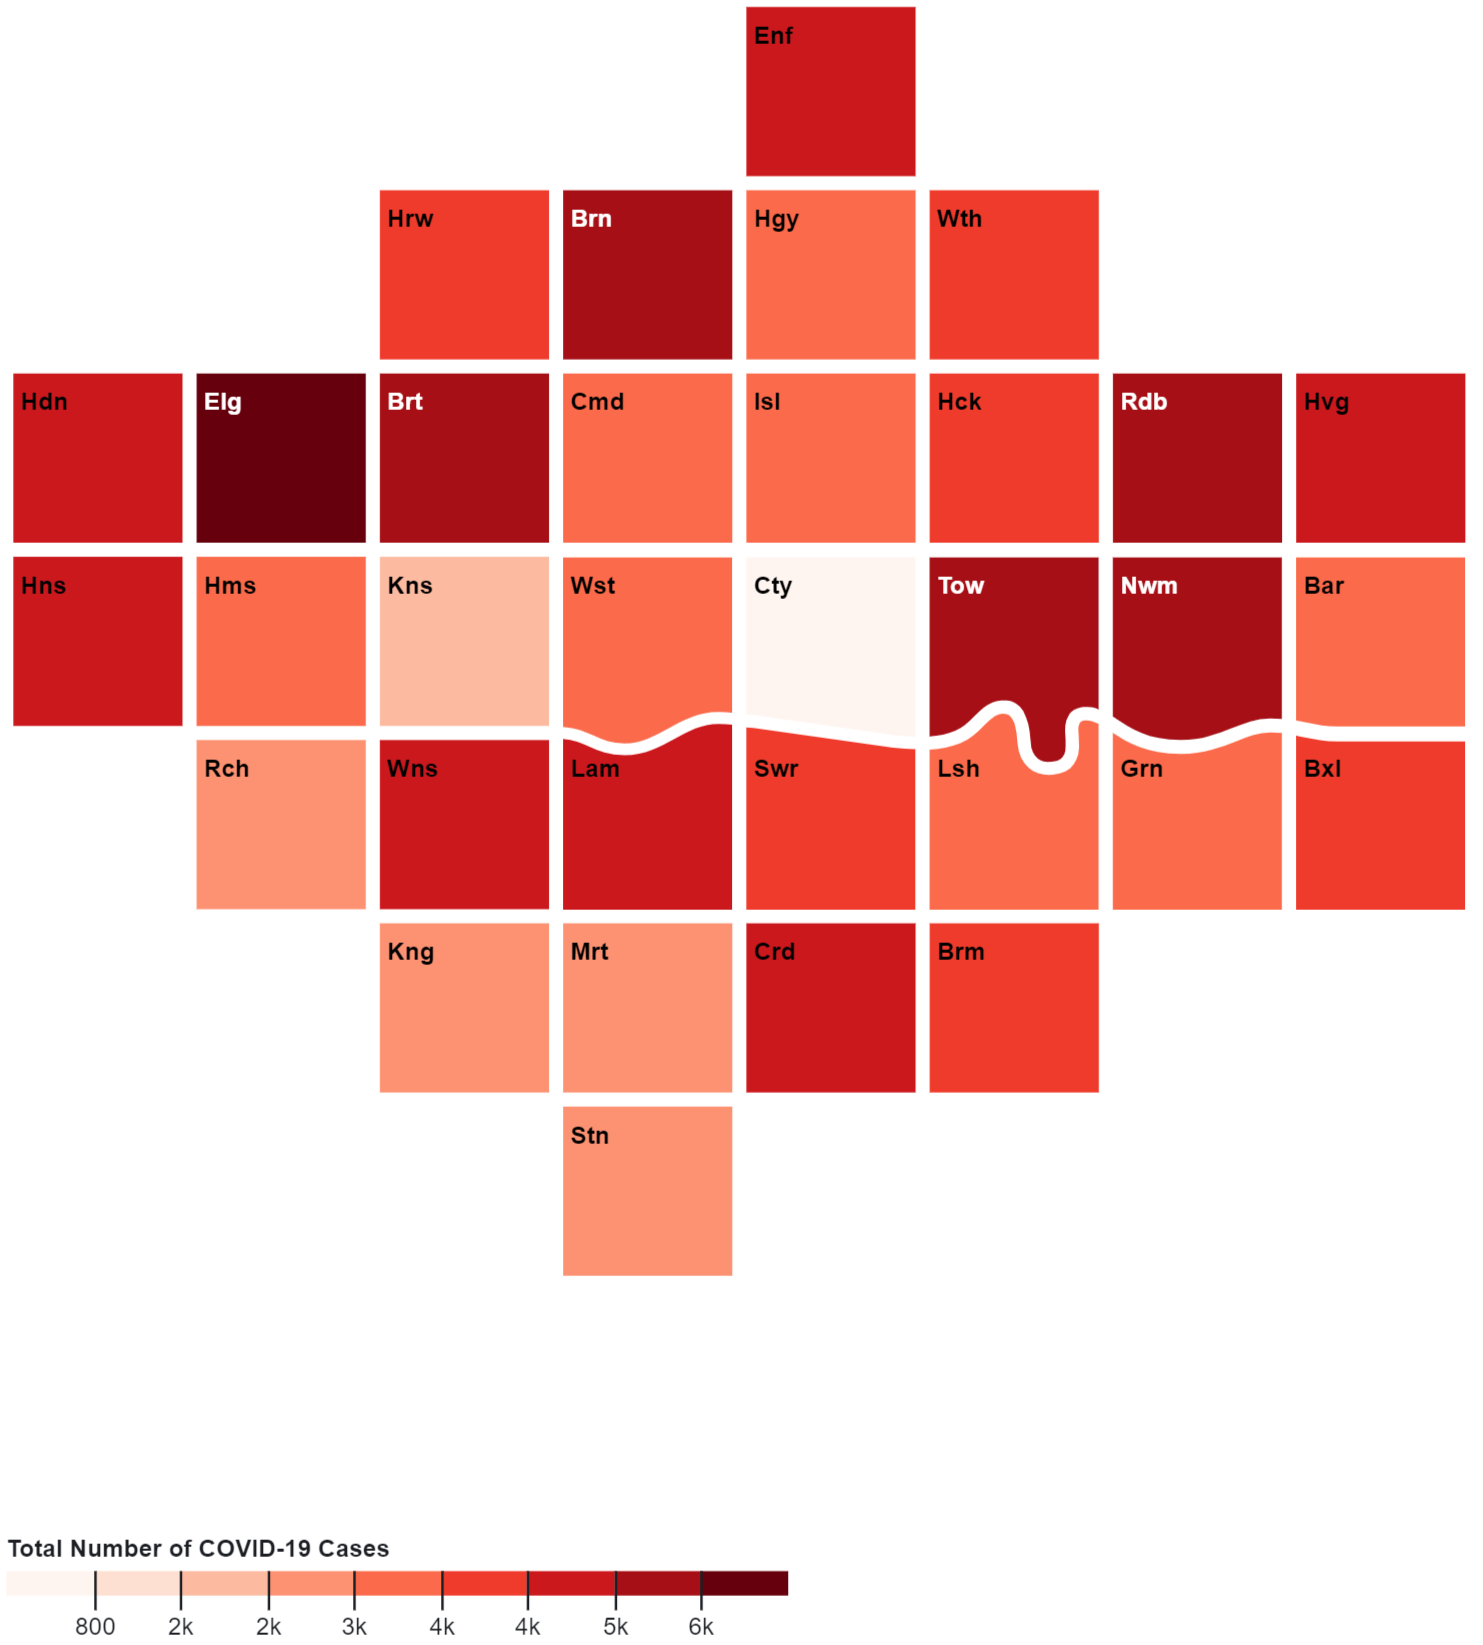 Enf
Hrw Brn Hgy Wth
Hdn Elg Brt Cmd Isl Hck Rdb Hvg
Hns Hms Kns Wst Cty Tow Nwm Bar
Rch Wns Lam Swr Lsh Grn Bxl
Kng Mrt Crd Brm
Stn
Total Number of COVID-19 Cases
800 2k 2k 3k 4k 4k 5k 6k